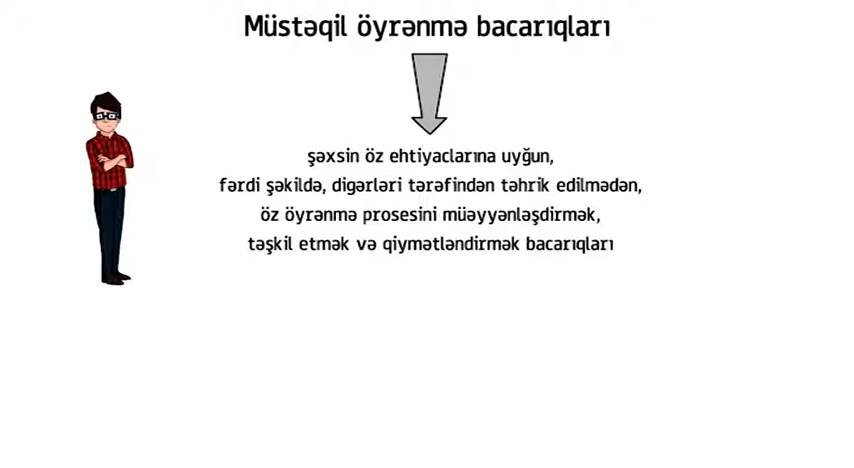 Müstəqil öyrənmə bacarıqları
şəxsin öz ehtiyaclarına uyğun,
fərdi şəkildə, digərləri tərəfindən təhrik edilmədən,
öz öyrənmə prosesini müəyyənləşdirmək,
təşkil etmək və qiymətləndirmək bacarıqları